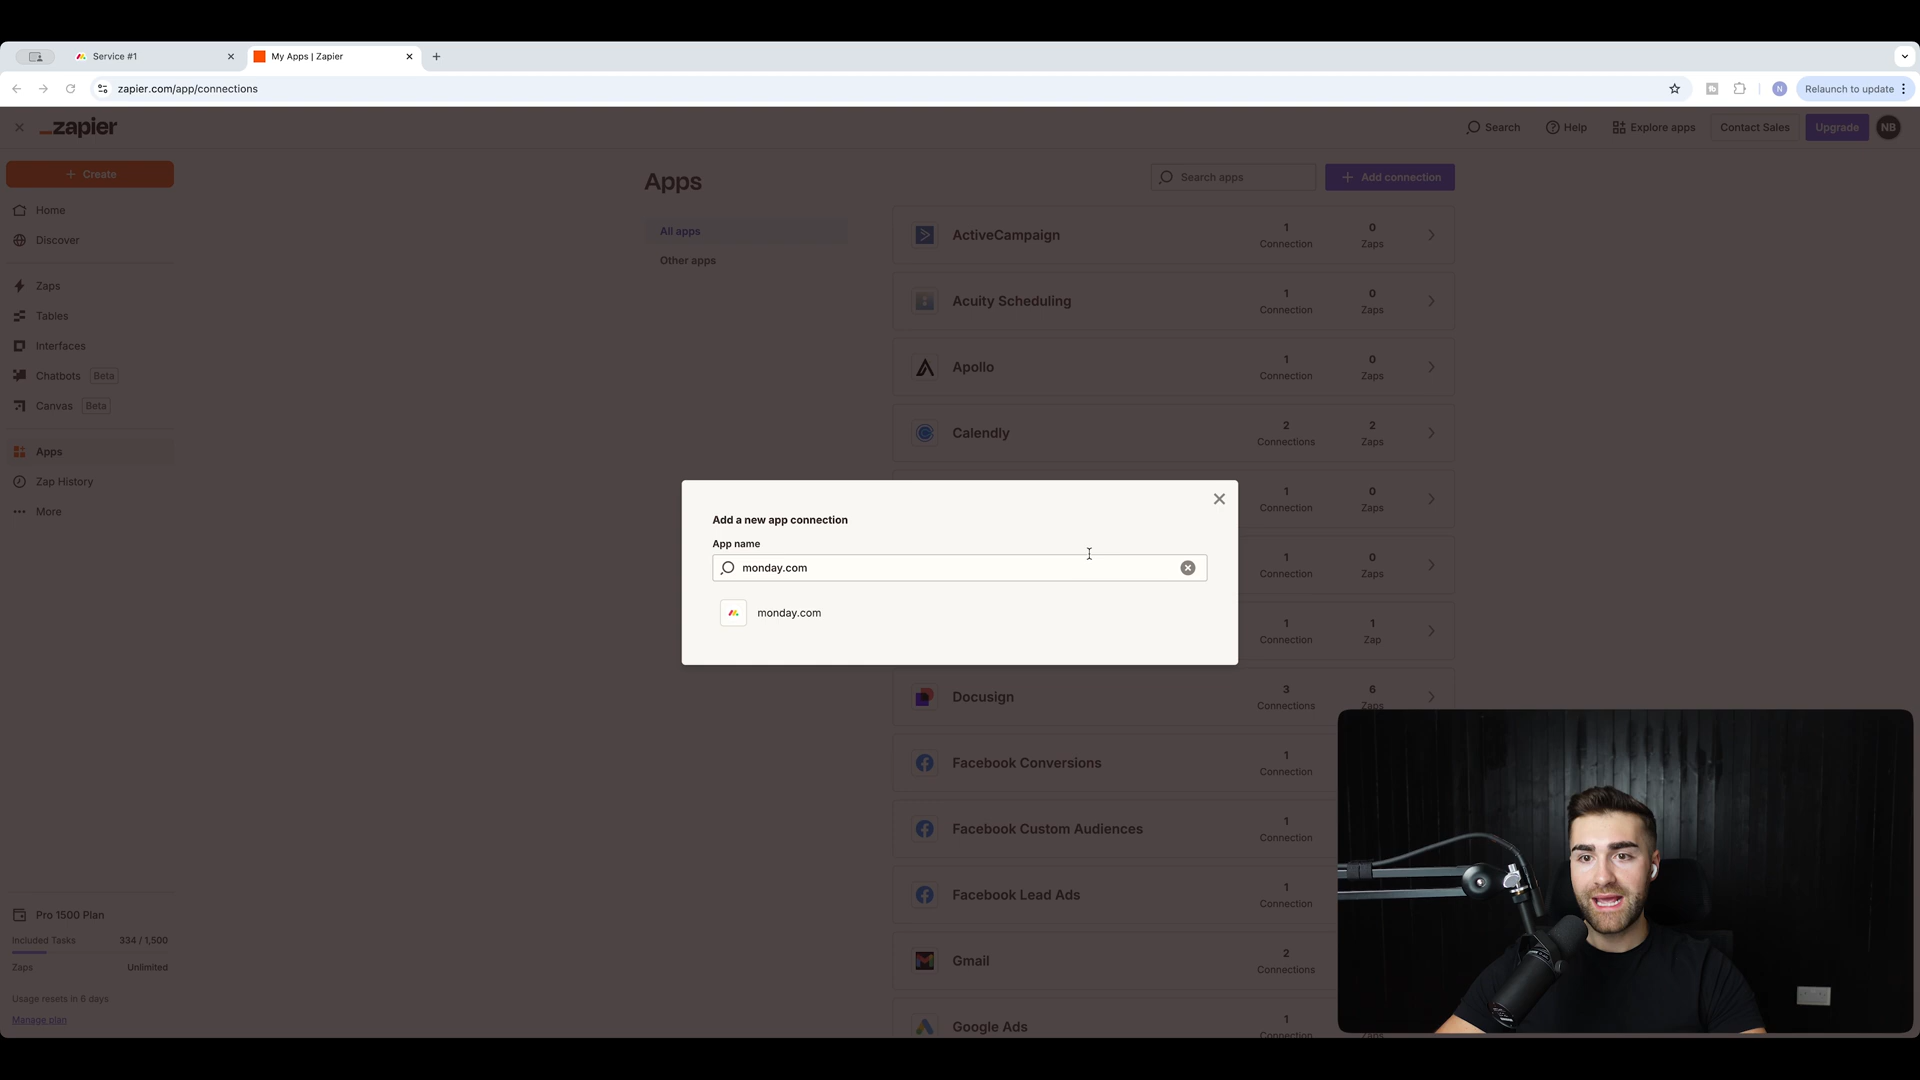 Service #1
My Apps | Zapier
zapier.com/app/connections
Relaunch to update
N
zapier
Search
Help
Explore apps
Contact Sales
Upgrade
NB
Create
Home
Discover
Zaps
Tables
Interfaces
Chatbots Beta
Canvas Beta
Apps
Zap History
More
Pro 1500 Plan
Included Tasks 334 / 1,500
Zaps Unlimited
Usage resets in 6 days
Manage plan
Apps
Search apps
Add connection
All apps
Other apps
ActiveCampaign
1 Connection
0 Zaps
Acuity Scheduling
1 Connection
0 Zaps
Apollo
1 Connection
0 Zaps
Calendly
2 Connections
2 Zaps
1 Connection
0 Zaps
1 Connection
0 Zaps
1 Connection
1 Zap
Add a new app connection
App name
monday.com
monday.com
Docusign
3 Connections
6 Zaps
Facebook Conversions
1 Connection
Facebook Custom Audiences
1 Connection
Facebook Lead Ads
1 Connection
Gmail
2 Connections
Google Ads
1 Connection
Zaps